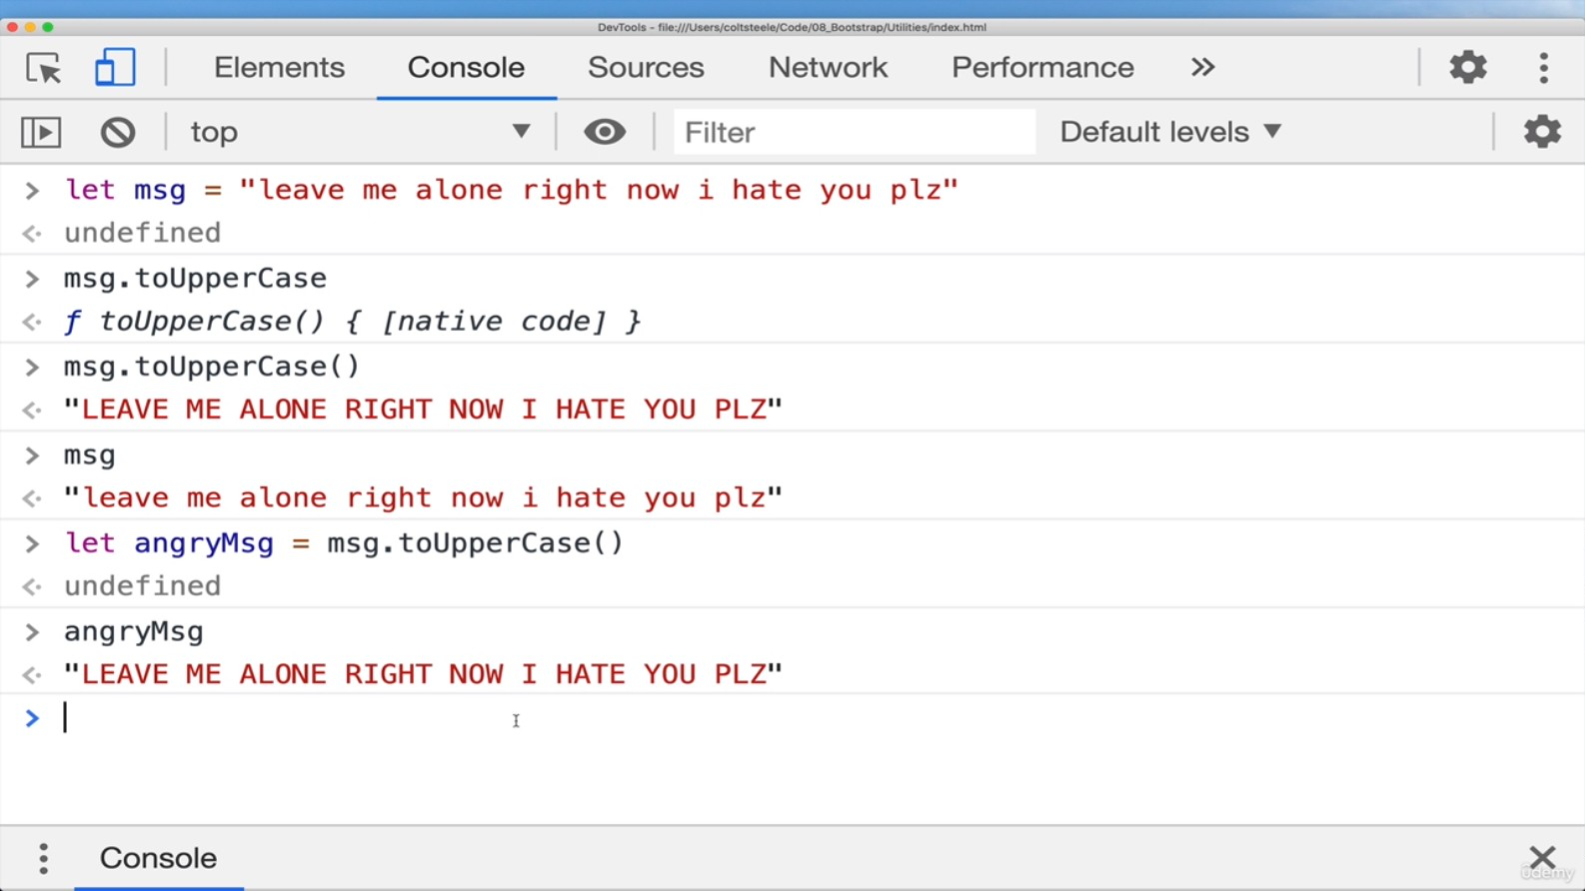 DevTools - file:///Users/coltsteele/Code/08_Bootstrap/Utilities/index.html
Elements Console Sources Network Performance »
top ▼ Filter Default levels ▼
> let msg = "leave me alone right now i hate you plz"
<· undefined
> msg.toUpperCase
<· ƒ toUpperCase() { [native code] }
> msg.toUpperCase()
<· "LEAVE ME ALONE RIGHT NOW I HATE YOU PLZ"
> msg
<· "leave me alone right now i hate you plz"
> let angryMsg = msg.toUpperCase()
<· undefined
> angryMsg
<· "LEAVE ME ALONE RIGHT NOW I HATE YOU PLZ"
>
Console
ûdemy